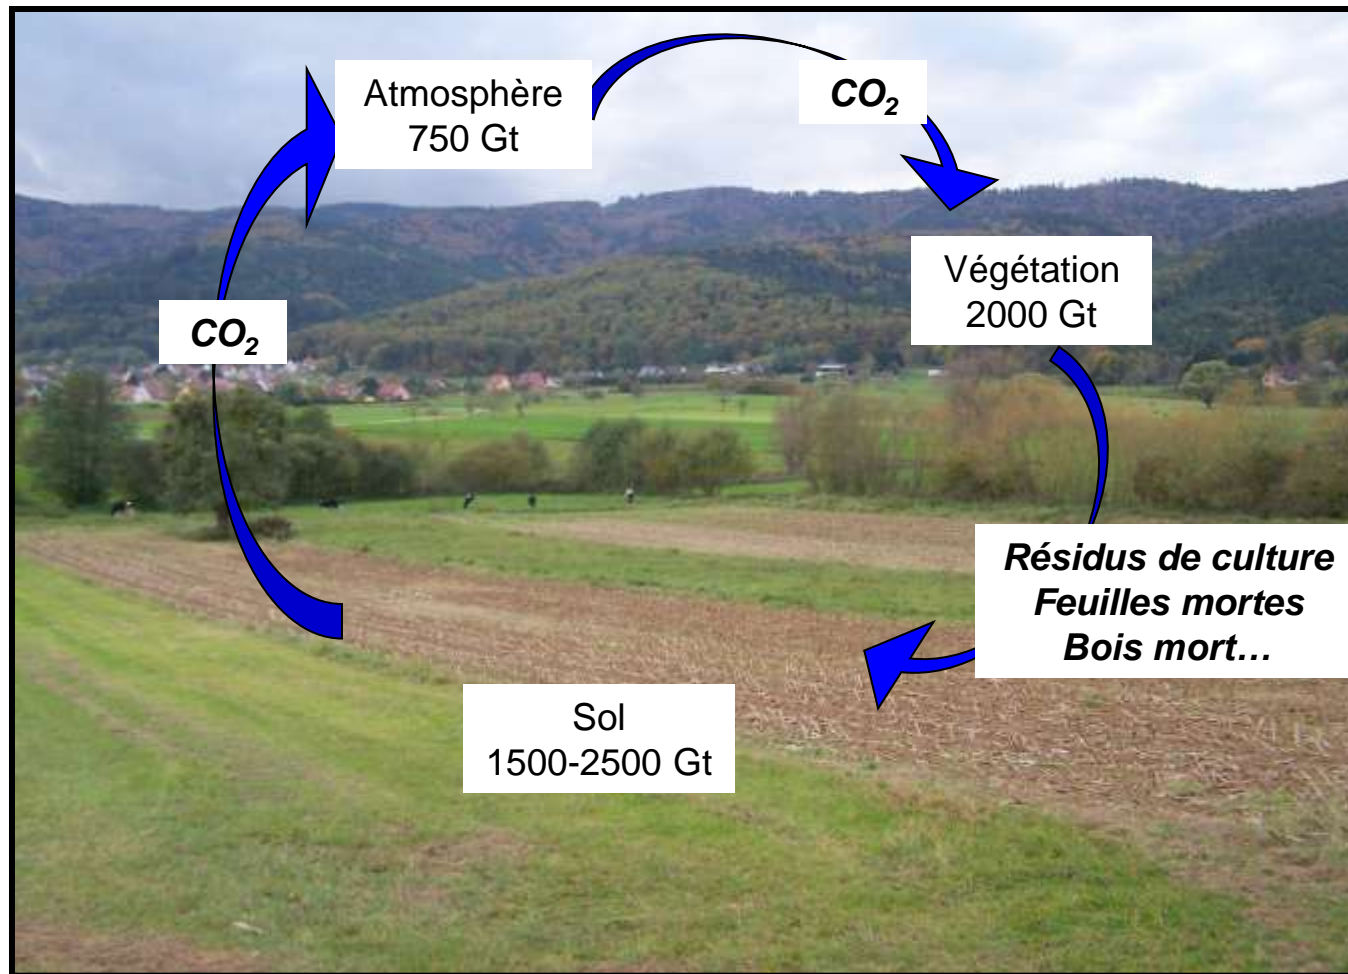 Atmosphère
750 Gt
CO₂
Végétation
2000 Gt
CO₂
Résidus de culture
Feuilles mortes
Bois mort…
Sol
1500-2500 Gt